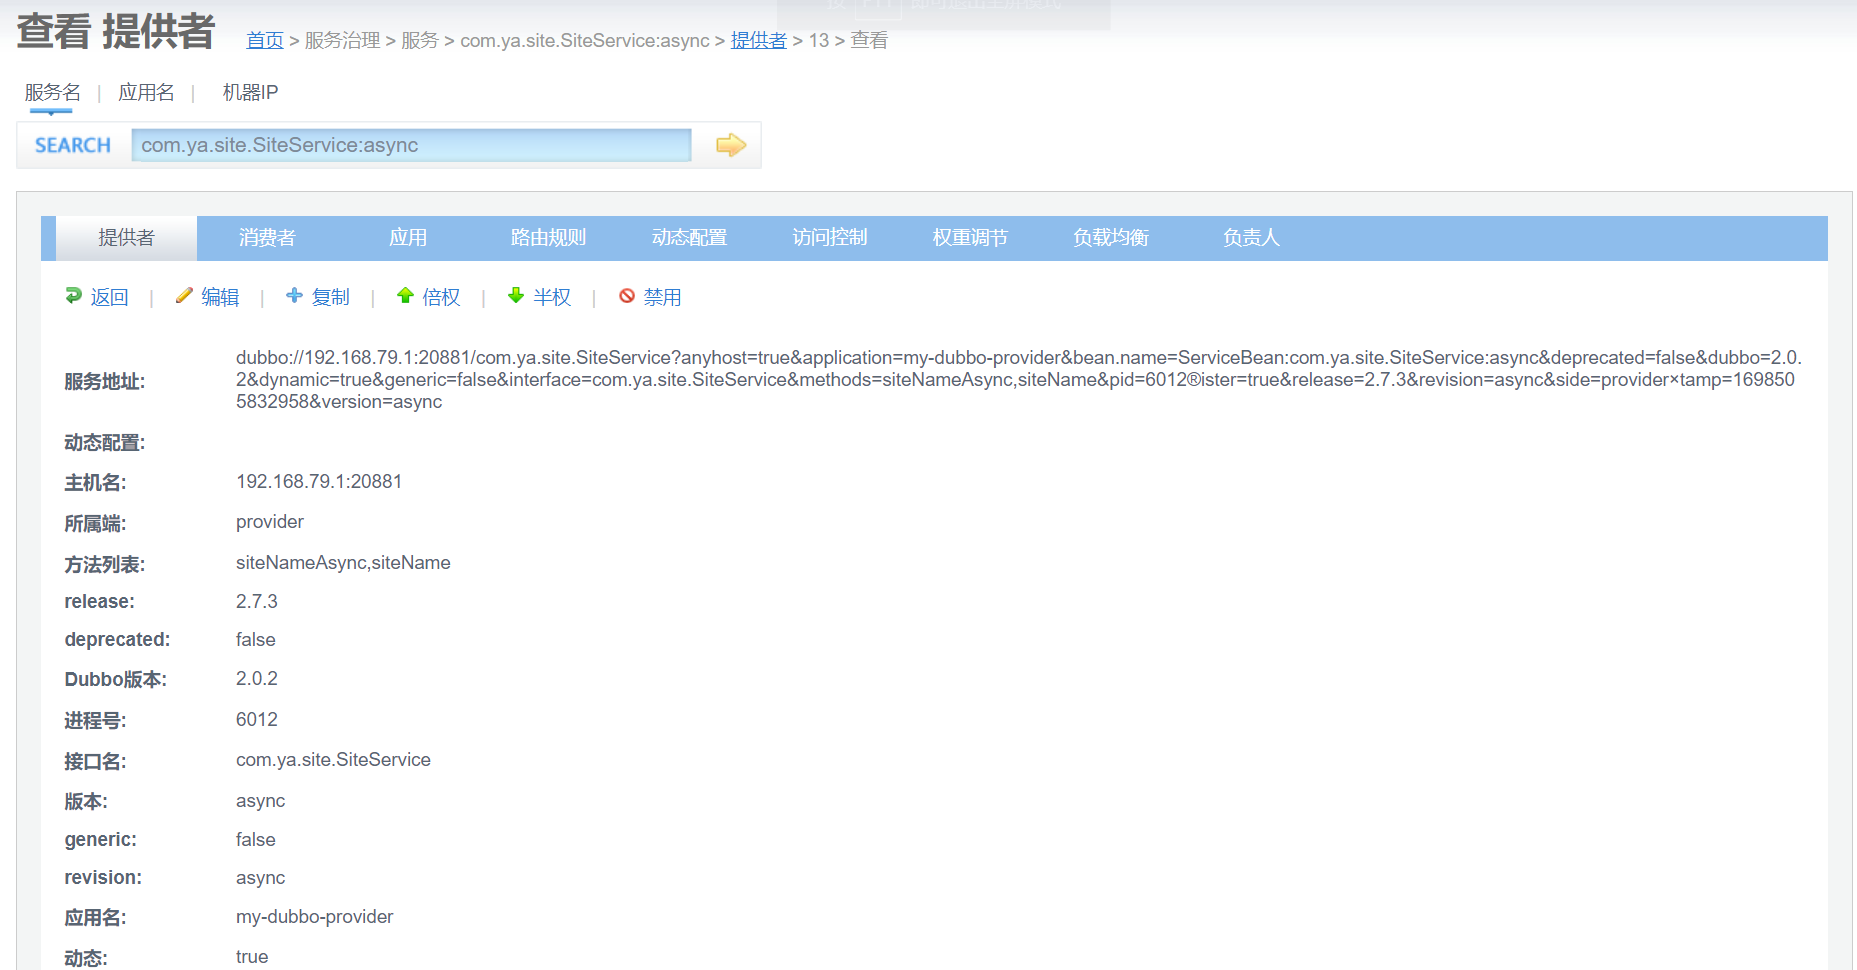 查看 提供者
首页 > 服务治理 > 服务 > com.ya.site.SiteService:async > 提供者 > 13 > 查看
服务名 | 应用名 | 机器IP
SEARCH com.ya.site.SiteService:async
提供者 消费者 应用 路由规则 动态配置 访问控制 权重调节 负载均衡 负责人
返回 | 编辑 | 复制 | 倍权 | 半权 | 禁用
服务地址:
dubbo://192.168.79.1:20881/com.ya.site.SiteService?anyhost=true&application=my-dubbo-provider&bean.name=ServiceBean:com.ya.site.SiteService:async&deprecated=false&dubbo=2.0.
2&dynamic=true&generic=false&interface=com.ya.site.SiteService&methods=siteNameAsync,siteName&pid=6012®ister=true&release=2.7.3&revision=async&side=provider×tamp=169850
5832958&version=async
动态配置:
主机名: 192.168.79.1:20881
所属端: provider
方法列表: siteNameAsync,siteName
release: 2.7.3
deprecated: false
Dubbo版本: 2.0.2
进程号: 6012
接口名: com.ya.site.SiteService
版本: async
generic: false
revision: async
应用名: my-dubbo-provider
动态: true